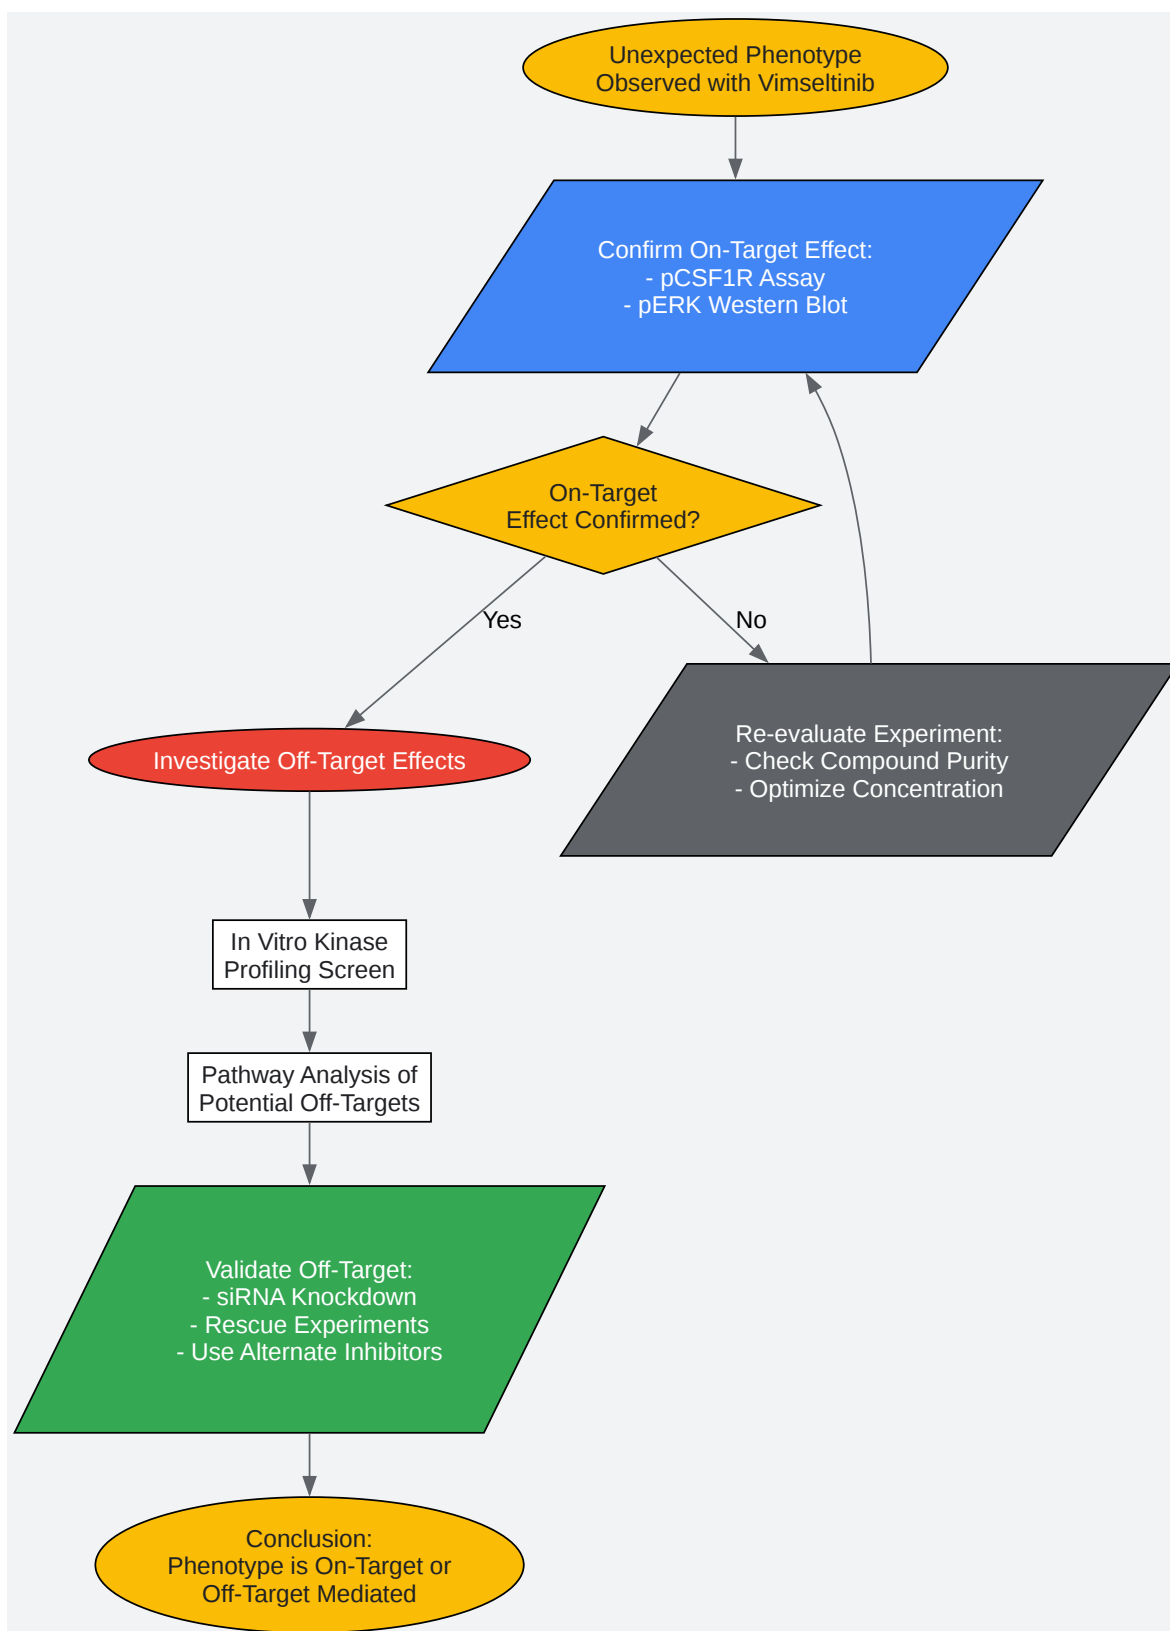 Unexpected Phenotype
Observed with Vimseltinib
Confirm On-Target Effect:
- pCSF1R Assay
- pERK Western Blot
On-Target
Effect Confirmed?
Yes
No
Re-evaluate Experiment:
- Check Compound Purity
- Optimize Concentration
Investigate Off-Target Effects
In Vitro Kinase
Profiling Screen
Pathway Analysis of
Potential Off-Targets
Validate Off-Target:
- siRNA Knockdown
- Rescue Experiments
- Use Alternate Inhibitors
Conclusion:
Phenotype is On-Target or
Off-Target Mediated